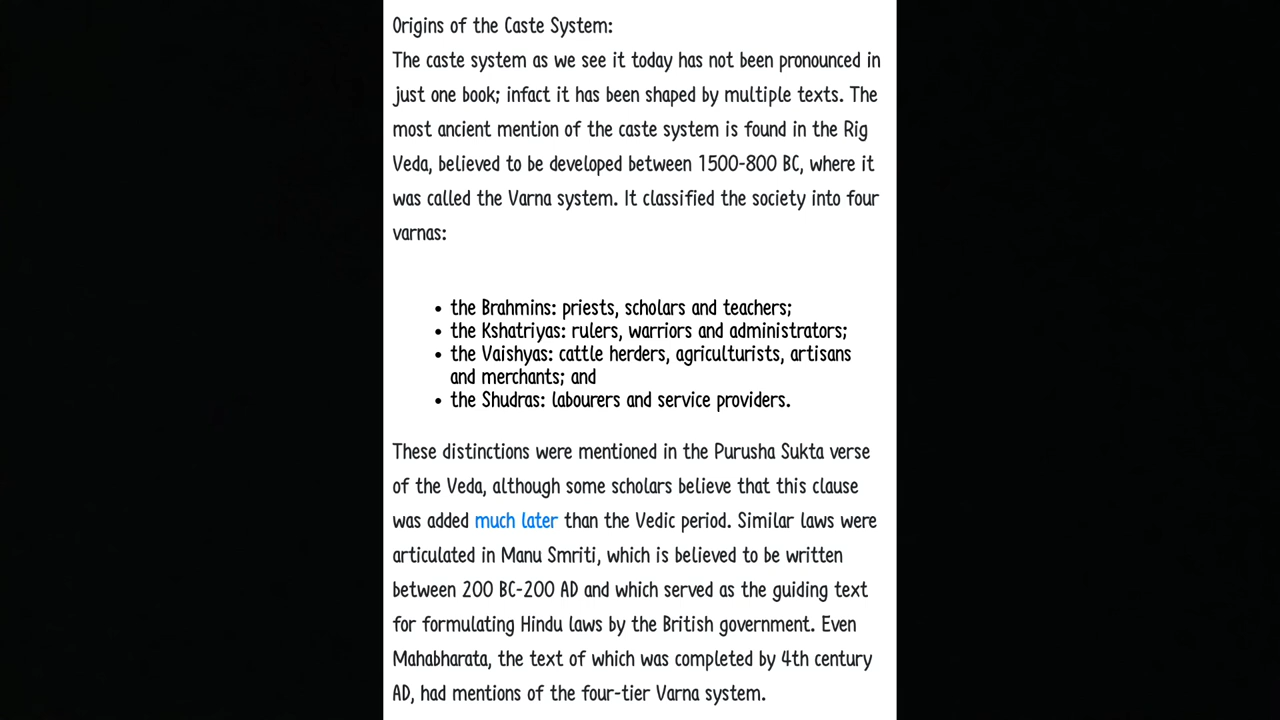 Origins of the Caste System:
The caste system as we see it today has not been pronounced in
just one book; infact it has been shaped by multiple texts. The
most ancient mention of the caste system is found in the Rig
Veda, believed to be developed between 1500-800 BC, where it
was called the Varna system. It classified the society into four
varnas:
• the Brahmins: priests, scholars and teachers;
• the Kshatriyas: rulers, warriors and administrators;
• the Vaishyas: cattle herders, agriculturists, artisans
and merchants; and
• the Shudras: labourers and service providers.
These distinctions were mentioned in the Purusha Sukta verse
of the Veda, although some scholars believe that this clause
was added much later than the Vedic period. Similar laws were
articulated in Manu Smriti, which is believed to be written
between 200 BC-200 AD and which served as the guiding text
for formulating Hindu laws by the British government. Even
Mahabharata, the text of which was completed by 4th century
AD, had mentions of the four-tier Varna system.